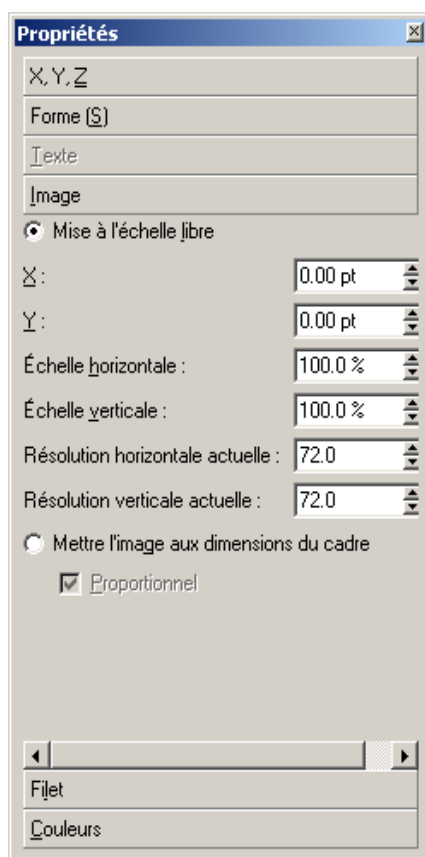 Propriétés
X, Y, Z
Forme (S)
Texte
Image
Mise à l'échelle libre
X : 0.00 pt
Y : 0.00 pt
Échelle horizontale : 100.0 %
Échelle verticale : 100.0 %
Résolution horizontale actuelle : 72.0
Résolution verticale actuelle : 72.0
Mettre l'image aux dimensions du cadre
Proportionnel
Filet
Couleurs